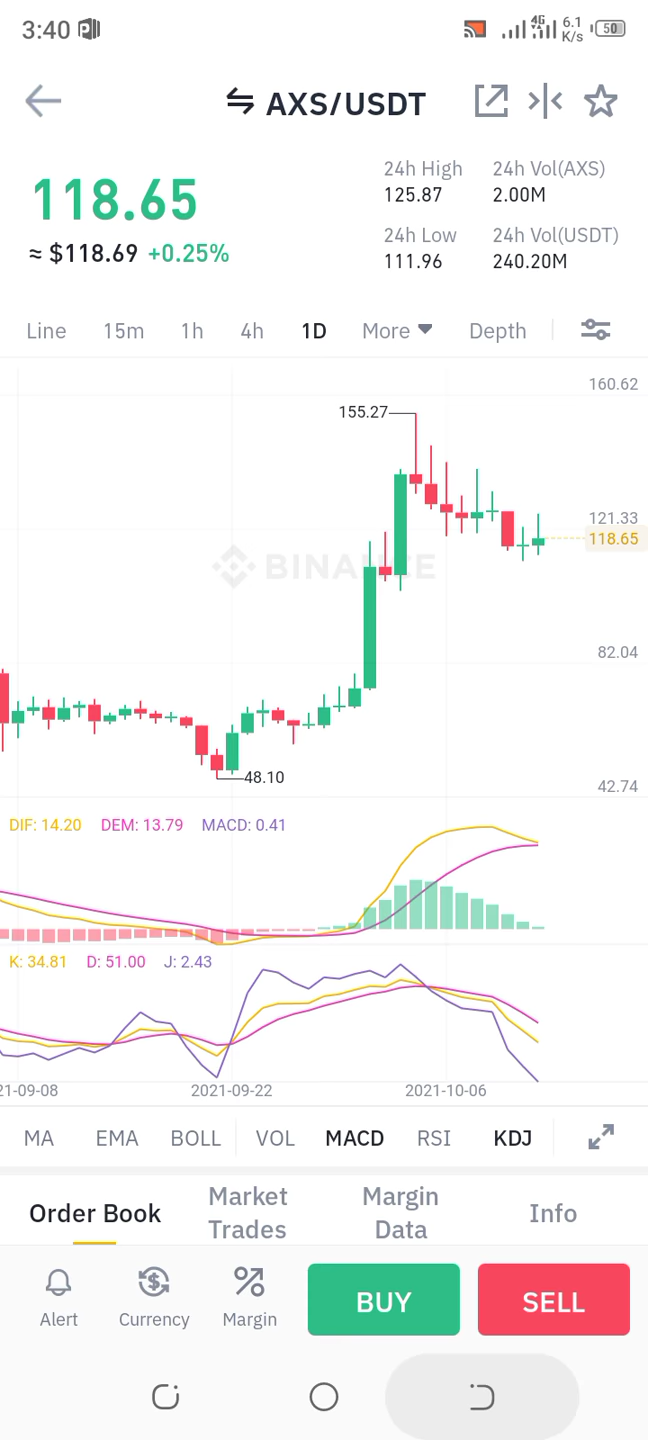 3:40
4G
6.1
K/s
50
AXS/USDT
118.65
≈ $118.69 +0.25%
24h High
125.87
24h Vol(AXS)
2.00M
24h Low
111.96
24h Vol(USDT)
240.20M
Line 15m 1h 4h 1D More Depth
160.62
155.27
121.33
118.65
BINANCE
82.04
48.10
42.74
DIF: 14.20 DEM: 13.79 MACD: 0.41
K: 34.81 D: 51.00 J: 2.43
21-09-08 2021-09-22 2021-10-06
MA EMA BOLL VOL MACD RSI KDJ
Order Book
Market
Trades
Margin
Data
Info
Alert
Currency
Margin
BUY
SELL